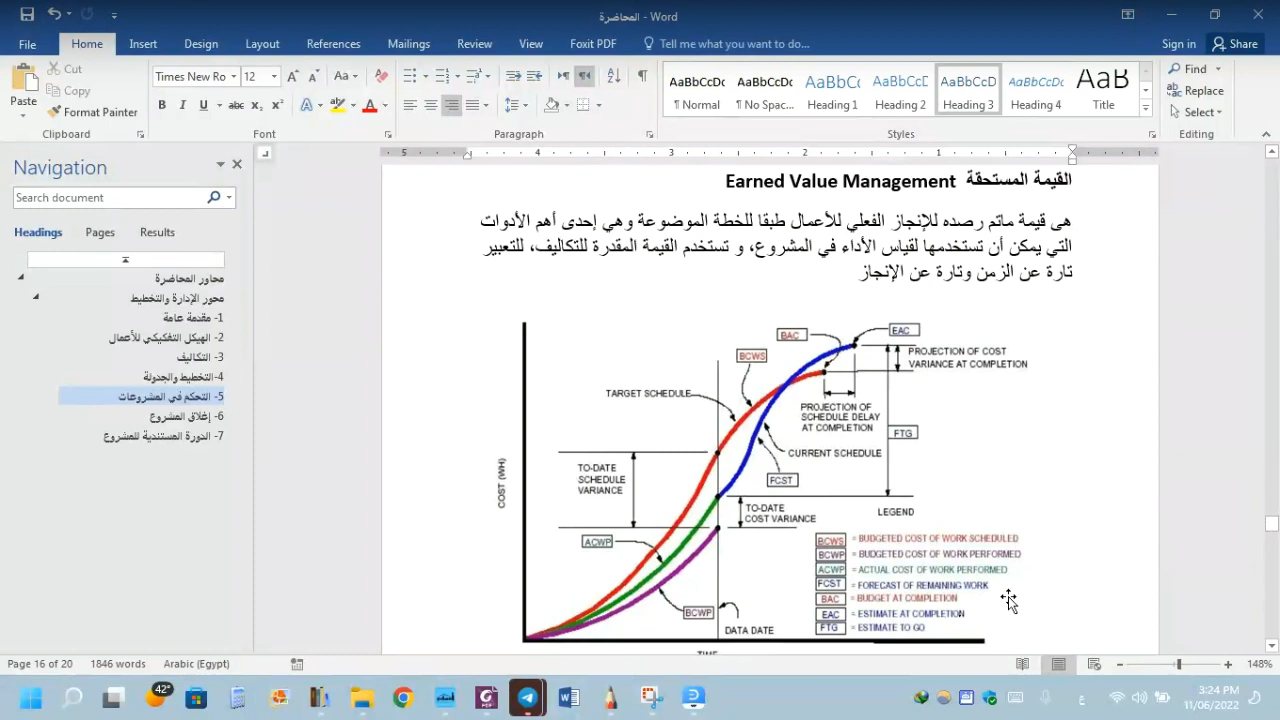 المحاضرة - Word
File Home Insert Design Layout References Mailings Review View Foxit PDF Tell me what you want to do... Sign in Share
Cut
Copy
Format Painter
Paste
Times New Ro 12
AaBbCcDc AaBbCcDc AaBbCc AaBbCcD AaBbCcD AaBbCcD AaB
¶ Normal ¶ No Spac... Heading 1 Heading 2 Heading 3 Heading 4 Title
Find
Replace
Select
Clipboard Font Paragraph Styles Editing
Navigation
Search document
Headings Pages Results
محاور المحاضرة
محور الإدارة والتخطيط
1- مقدمة عامة
2- الهيكل التفكيكي للأعمال
3- التكاليف
4- التخطيط والجدولة
5- التحكم في المشروعات
6- إغلاق المشروع
7- الدورة المستندية للمشروع
5 4 3 2 1
القيمة المستحقة Earned Value Management
هى قيمة ماتم رصده للإنجاز الفعلي للأعمال طبقا للخطة الموضوعة وهي إحدى أهم الأدوات
التي يمكن أن تستخدمها لقياس الأداء في المشروع، و تستخدم القيمة المقدرة للتكاليف، للتعبير
تارة عن الزمن وتارة عن الإنجاز
BAC
EAC
BCWS
PROJECTION OF COST
VARIANCE AT COMPLETION
TARGET SCHEDULE
PROJECTION OF
SCHEDULE DELAY
AT COMPLETION
FTG
CURRENT SCHEDULE
TO-DATE
SCHEDULE
VARIANCE
FCST
COST (WH)
TO-DATE
COST VARIANCE
LEGEND
ACWP
BCWP
DATA DATE
TIME
BCWS = BUDGETED COST OF WORK SCHEDULED
BCWP = BUDGETED COST OF WORK PERFORMED
ACWP = ACTUAL COST OF WORK PERFORMED
FCST = FORECAST OF REMAINING WORK
BAC = BUDGET AT COMPLETION
EAC = ESTIMATE AT COMPLETION
FTG = ESTIMATE TO GO
Page 16 of 20 1846 words Arabic (Egypt) 148%
42°
ع
3:24 PM
11/06/2022